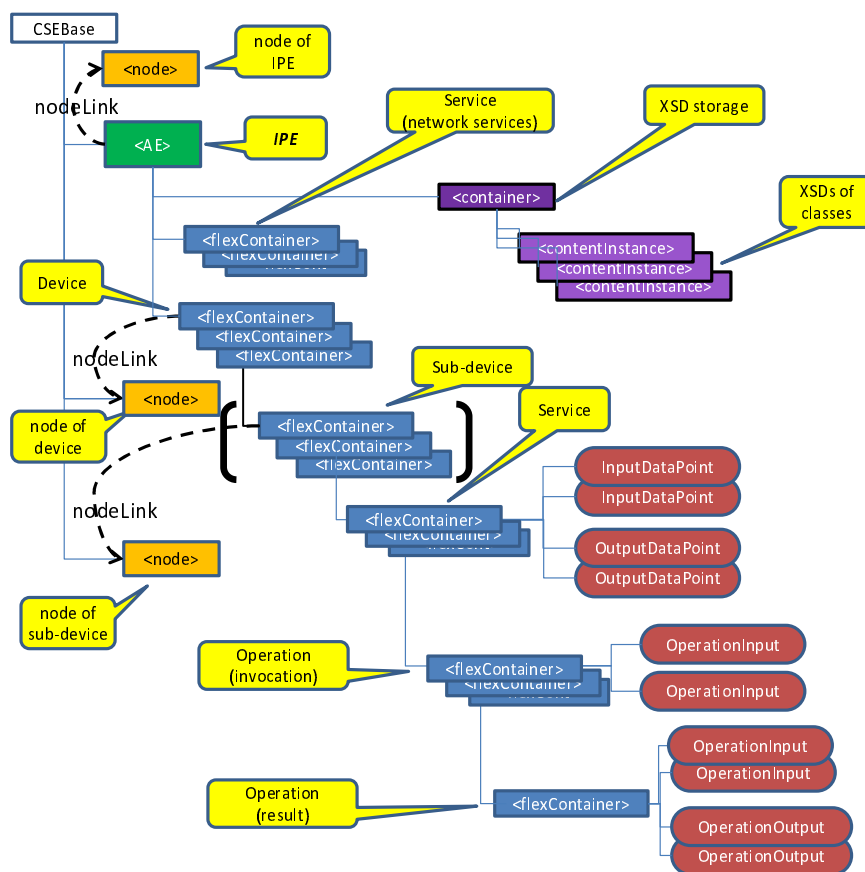 CSEBase
node of
IPE
<node>
nodeLink
Service
(network services)
XSD storage
<AE>
IPE
XSDs of
classes
<container>
<flexContainer>
<flexContainer>
<contentInstance>
<contentInstance>
<contentInstance>
Device
<flexContainer>
<flexContainer>
<flexContainer>
nodeLink
Sub-device
<node>
Service
node of
device
<flexContainer>
<flexContainer>
<flexContainer>
InputDataPoint
InputDataPoint
nodeLink
<flexContainer>
<flexContainer>
OutputDataPoint
OutputDataPoint
<node>
node of
sub-device
Operation
(invocation)
<flexContainer>
<flexContainer>
OperationInput
OperationInput
OperationInput
OperationInput
Operation
(result)
<flexContainer>
OperationOutput
OperationOutput